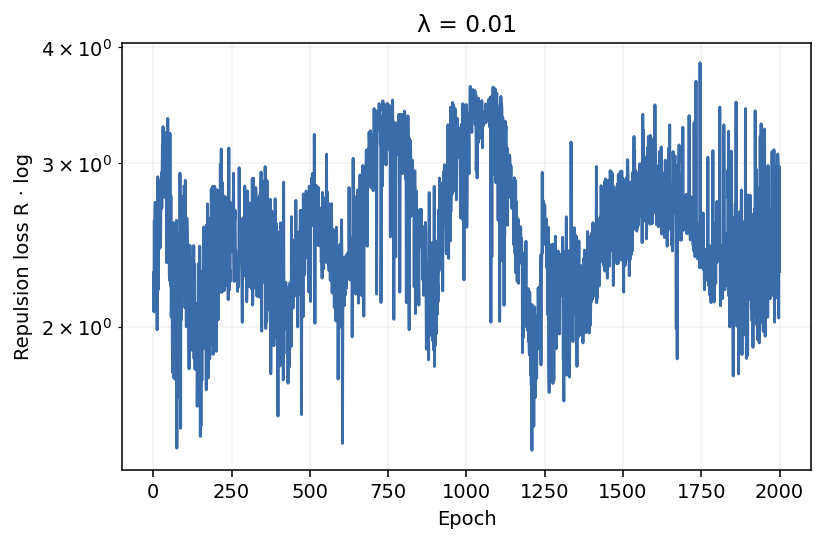 λ = 0.01
Repulsion loss R · log
4 × 10⁰
3 × 10⁰
2 × 10⁰
0 250 500 750 1000 1250 1500 1750 2000
Epoch